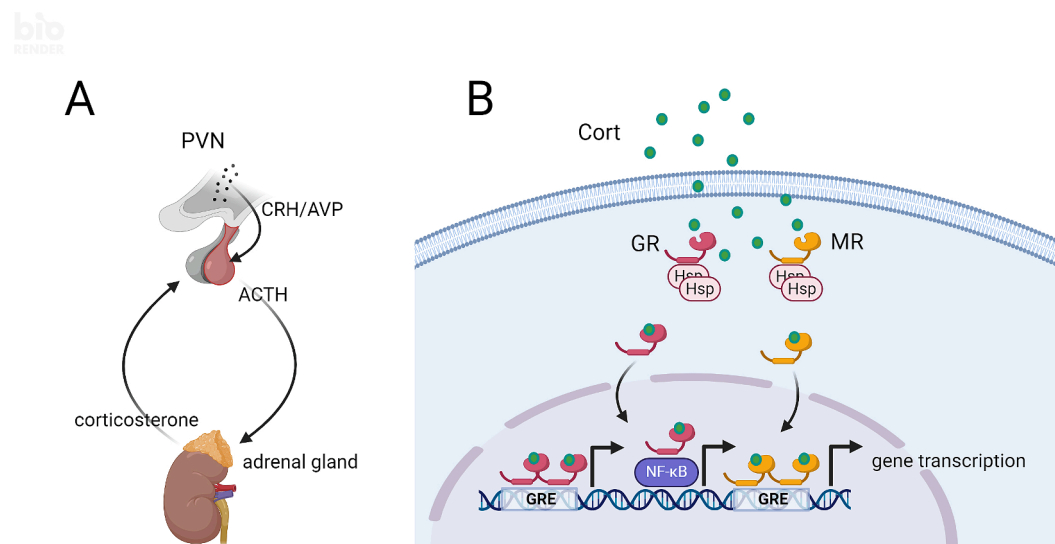 bio
RENDER
A
PVN
CRH/AVP
ACTH
corticosterone
adrenal gland
B
Cort
GR
MR
Hsp
Hsp
Hsp
Hsp
NF-κB
GRE
GRE
gene transcription